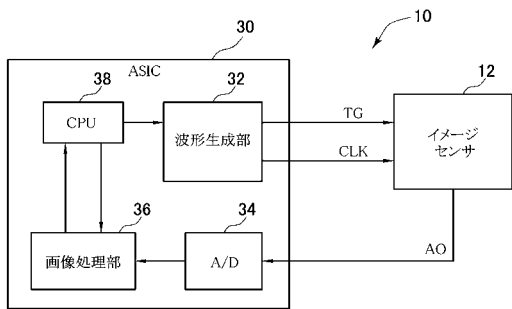 30
10
ASIC
38
32
12
CPU
波形生成部
TG
CLK
イメージ
センサ
36
34
画像処理部
A/D
AO